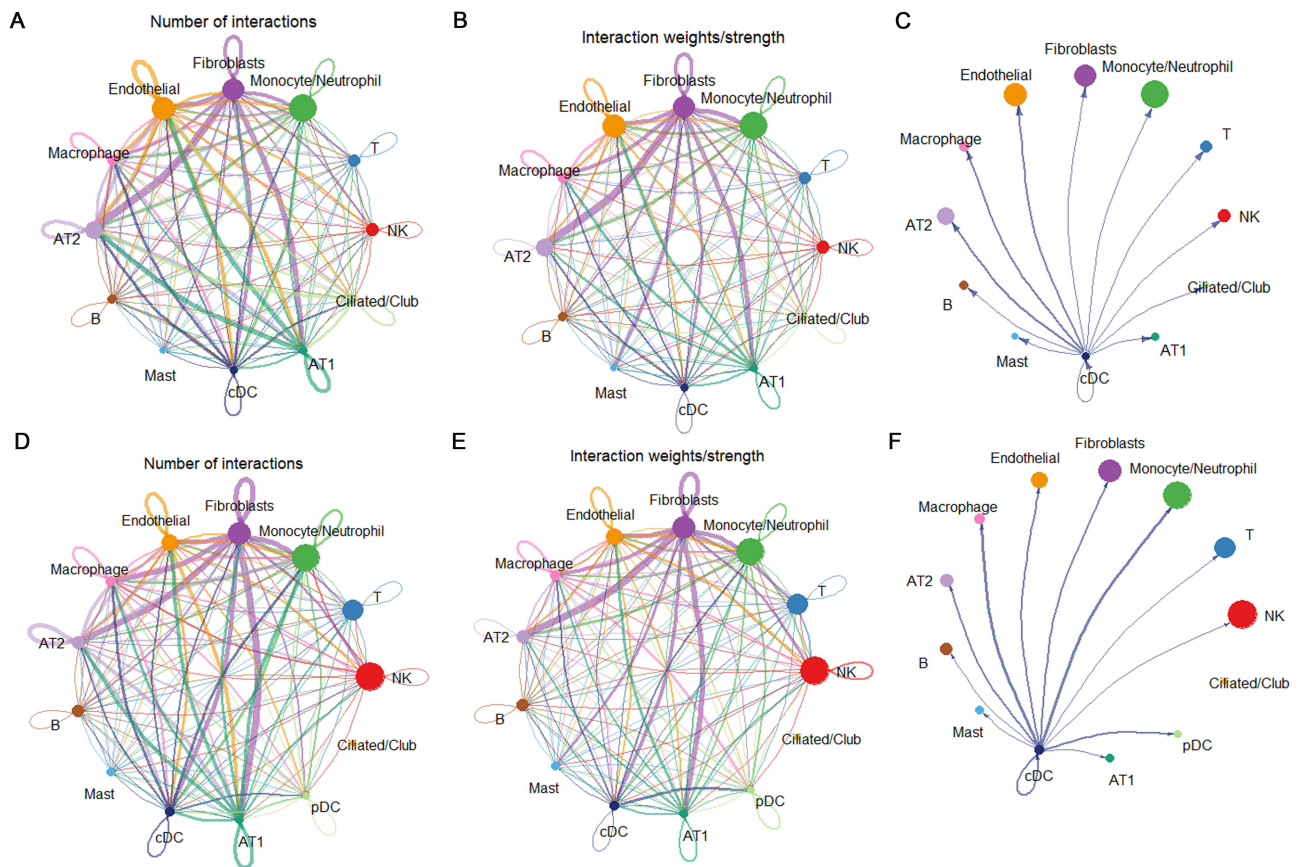 A
Number of interactions
Fibroblasts
Endothelial
Monocyte/Neutrophil
Macrophage
T
AT2
NK
B
Ciliated/Club
Mast
AT1
cDC
B
Interaction weights/strength
Fibroblasts
Endothelial
Monocyte/Neutrophil
Macrophage
T
AT2
NK
B
Ciliated/Club
Mast
AT1
cDC
C
Fibroblasts
Endothelial
Monocyte/Neutrophil
Macrophage
T
AT2
NK
B
Ciliated/Club
Mast
AT1
cDC
D
Number of interactions
Fibroblasts
Endothelial
Monocyte/Neutrophil
Macrophage
T
AT2
NK
B
Ciliated/Club
Mast
pDC
cDC
AT1
E
Interaction weights/strength
Fibroblasts
Endothelial
Monocyte/Neutrophil
Macrophage
T
AT2
NK
B
Ciliated/Club
Mast
pDC
cDC
AT1
F
Fibroblasts
Endothelial
Monocyte/Neutrophil
Macrophage
T
AT2
NK
B
Ciliated/Club
Mast
pDC
cDC
AT1